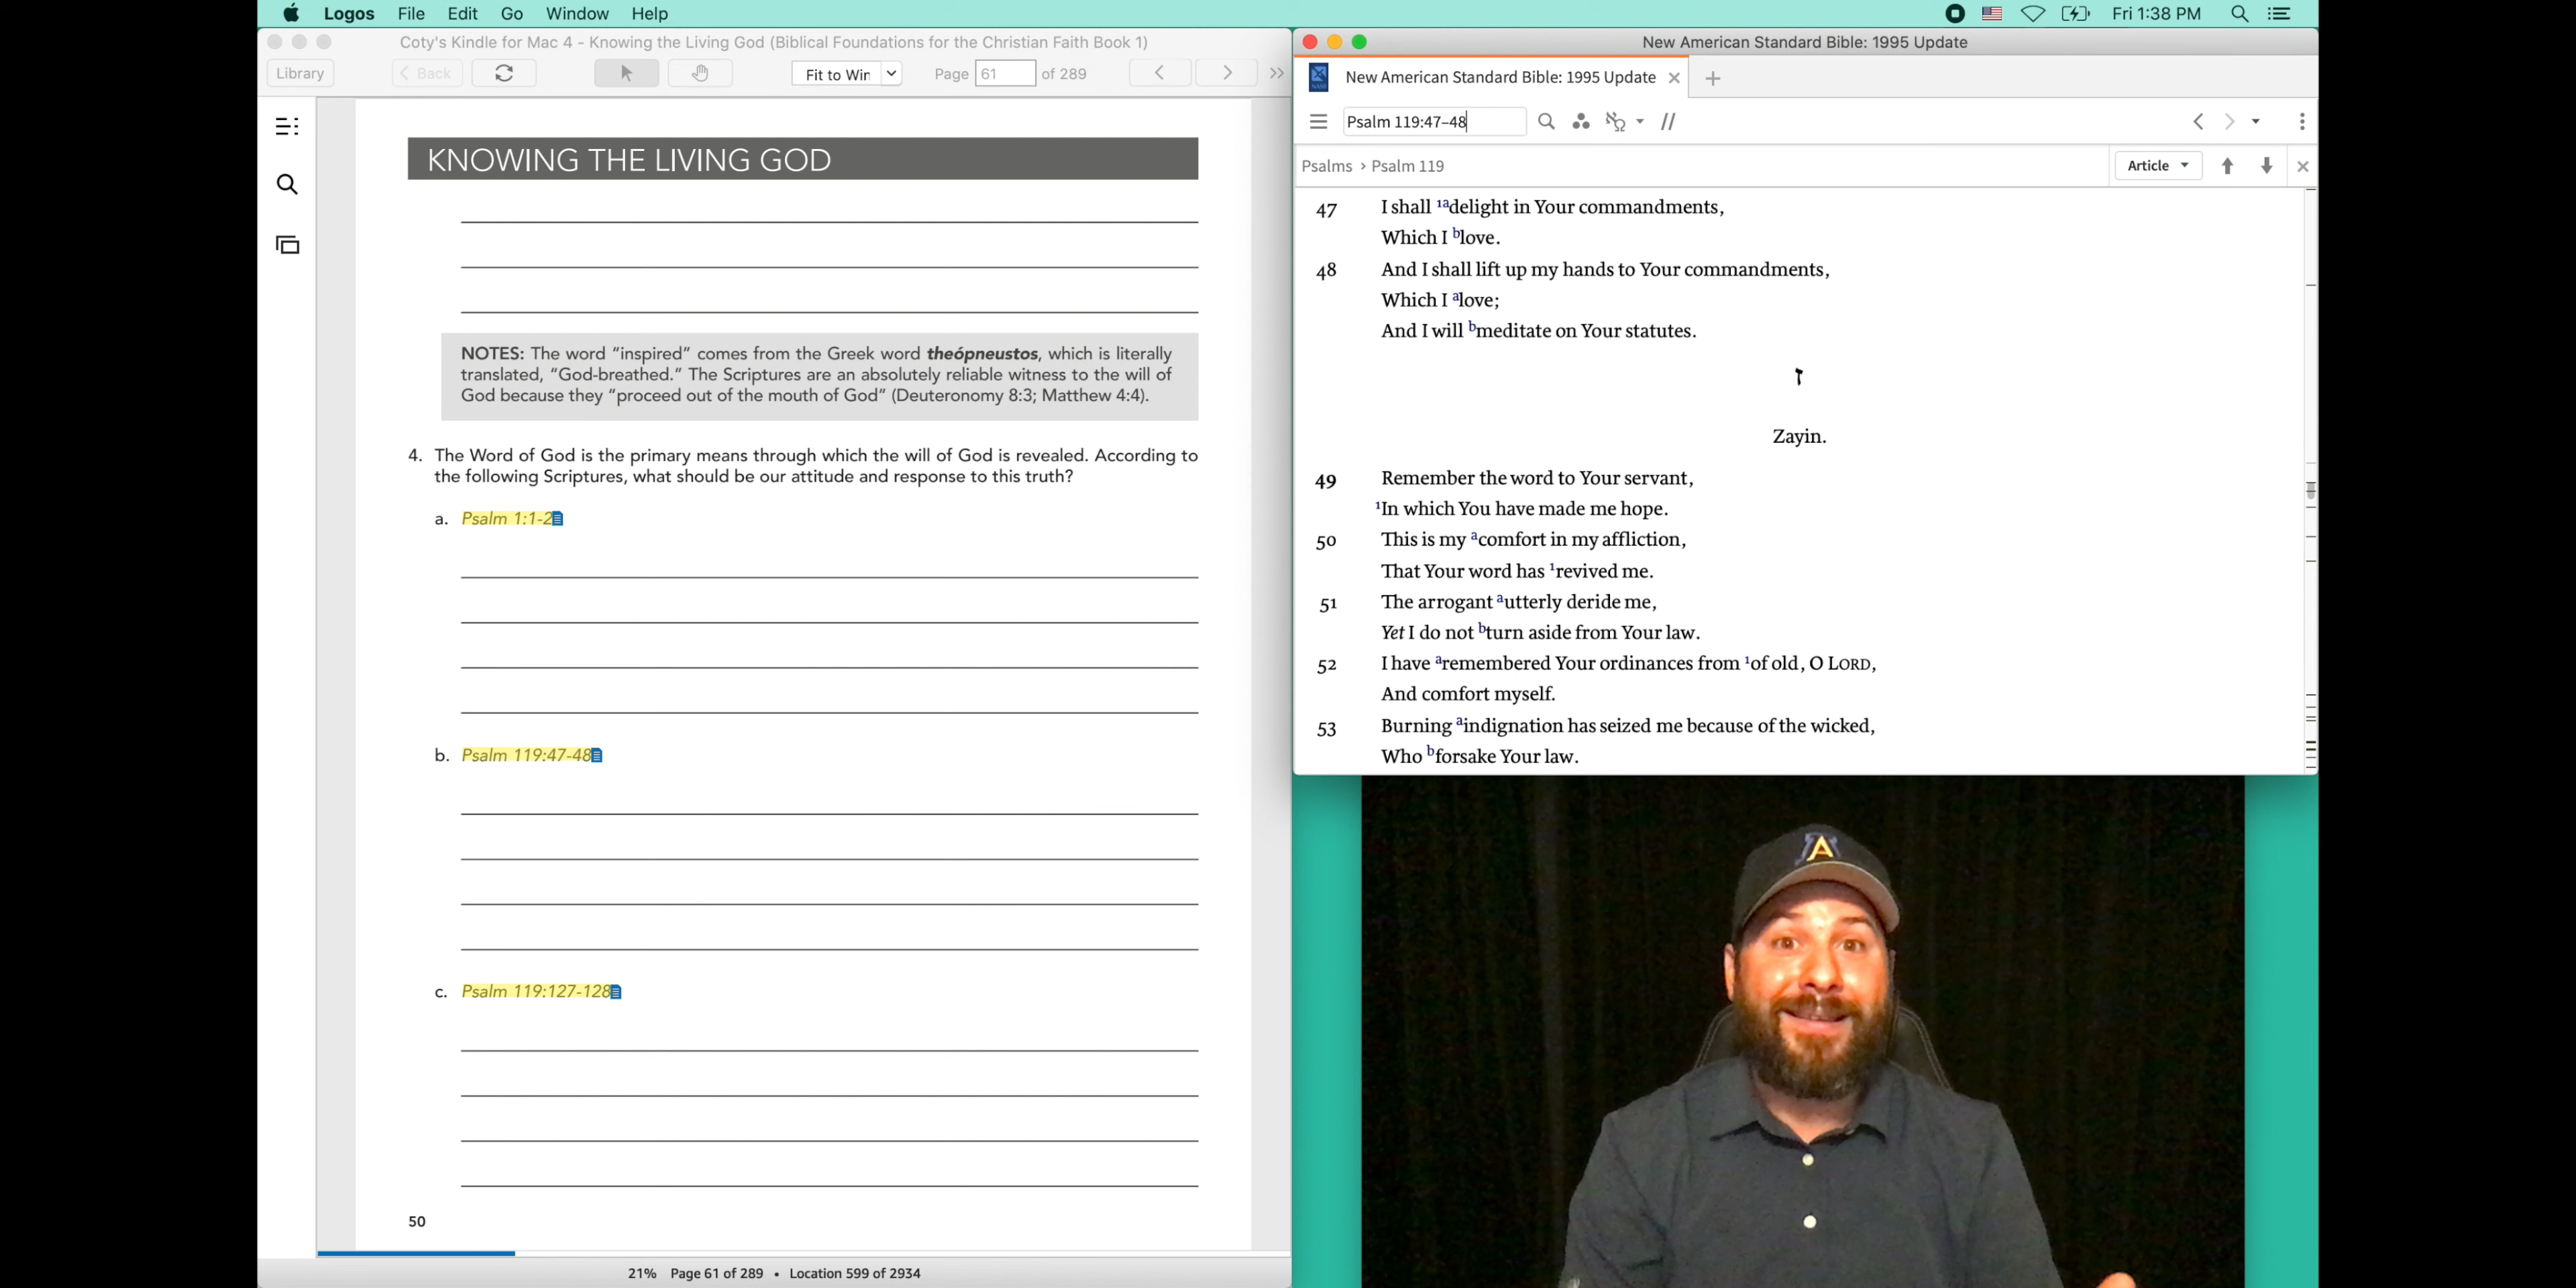 Logos File Edit Go Window Help
Fri 1:38 PM
Coty's Kindle for Mac 4 - Knowing the Living God (Biblical Foundations for the Christian Faith Book 1)
Library
Back
Fit to Win
Page 61 of 289
KNOWING THE LIVING GOD
NOTES: The word “inspired” comes from the Greek word theópneustos, which is literally
translated, “God-breathed.” The Scriptures are an absolutely reliable witness to the will of
God because they “proceed out of the mouth of God” (Deuteronomy 8:3; Matthew 4:4).
4. The Word of God is the primary means through which the will of God is revealed. According to
the following Scriptures, what should be our attitude and response to this truth?
a. Psalm 1:1-2
b. Psalm 119:47-48
c. Psalm 119:127-128
50
21% Page 61 of 289 • Location 599 of 2934
New American Standard Bible: 1995 Update
New American Standard Bible: 1995 Update
Psalm 119:47–48
Psalms › Psalm 119
Article
47 I shall 1adelight in Your commandments,
Which I blove.
48 And I shall lift up my hands to Your commandments,
Which I alove;
And I will bmeditate on Your statutes.
ז
Zayin.
49 Remember the word to Your servant,
1In which You have made me hope.
50 This is my acomfort in my affliction,
That Your word has 1revived me.
51 The arrogant autterly deride me,
Yet I do not bturn aside from Your law.
52 I have aremembered Your ordinances from 1of old, O LORD,
And comfort myself.
53 Burning aindignation has seized me because of the wicked,
Who bforsake Your law.
A